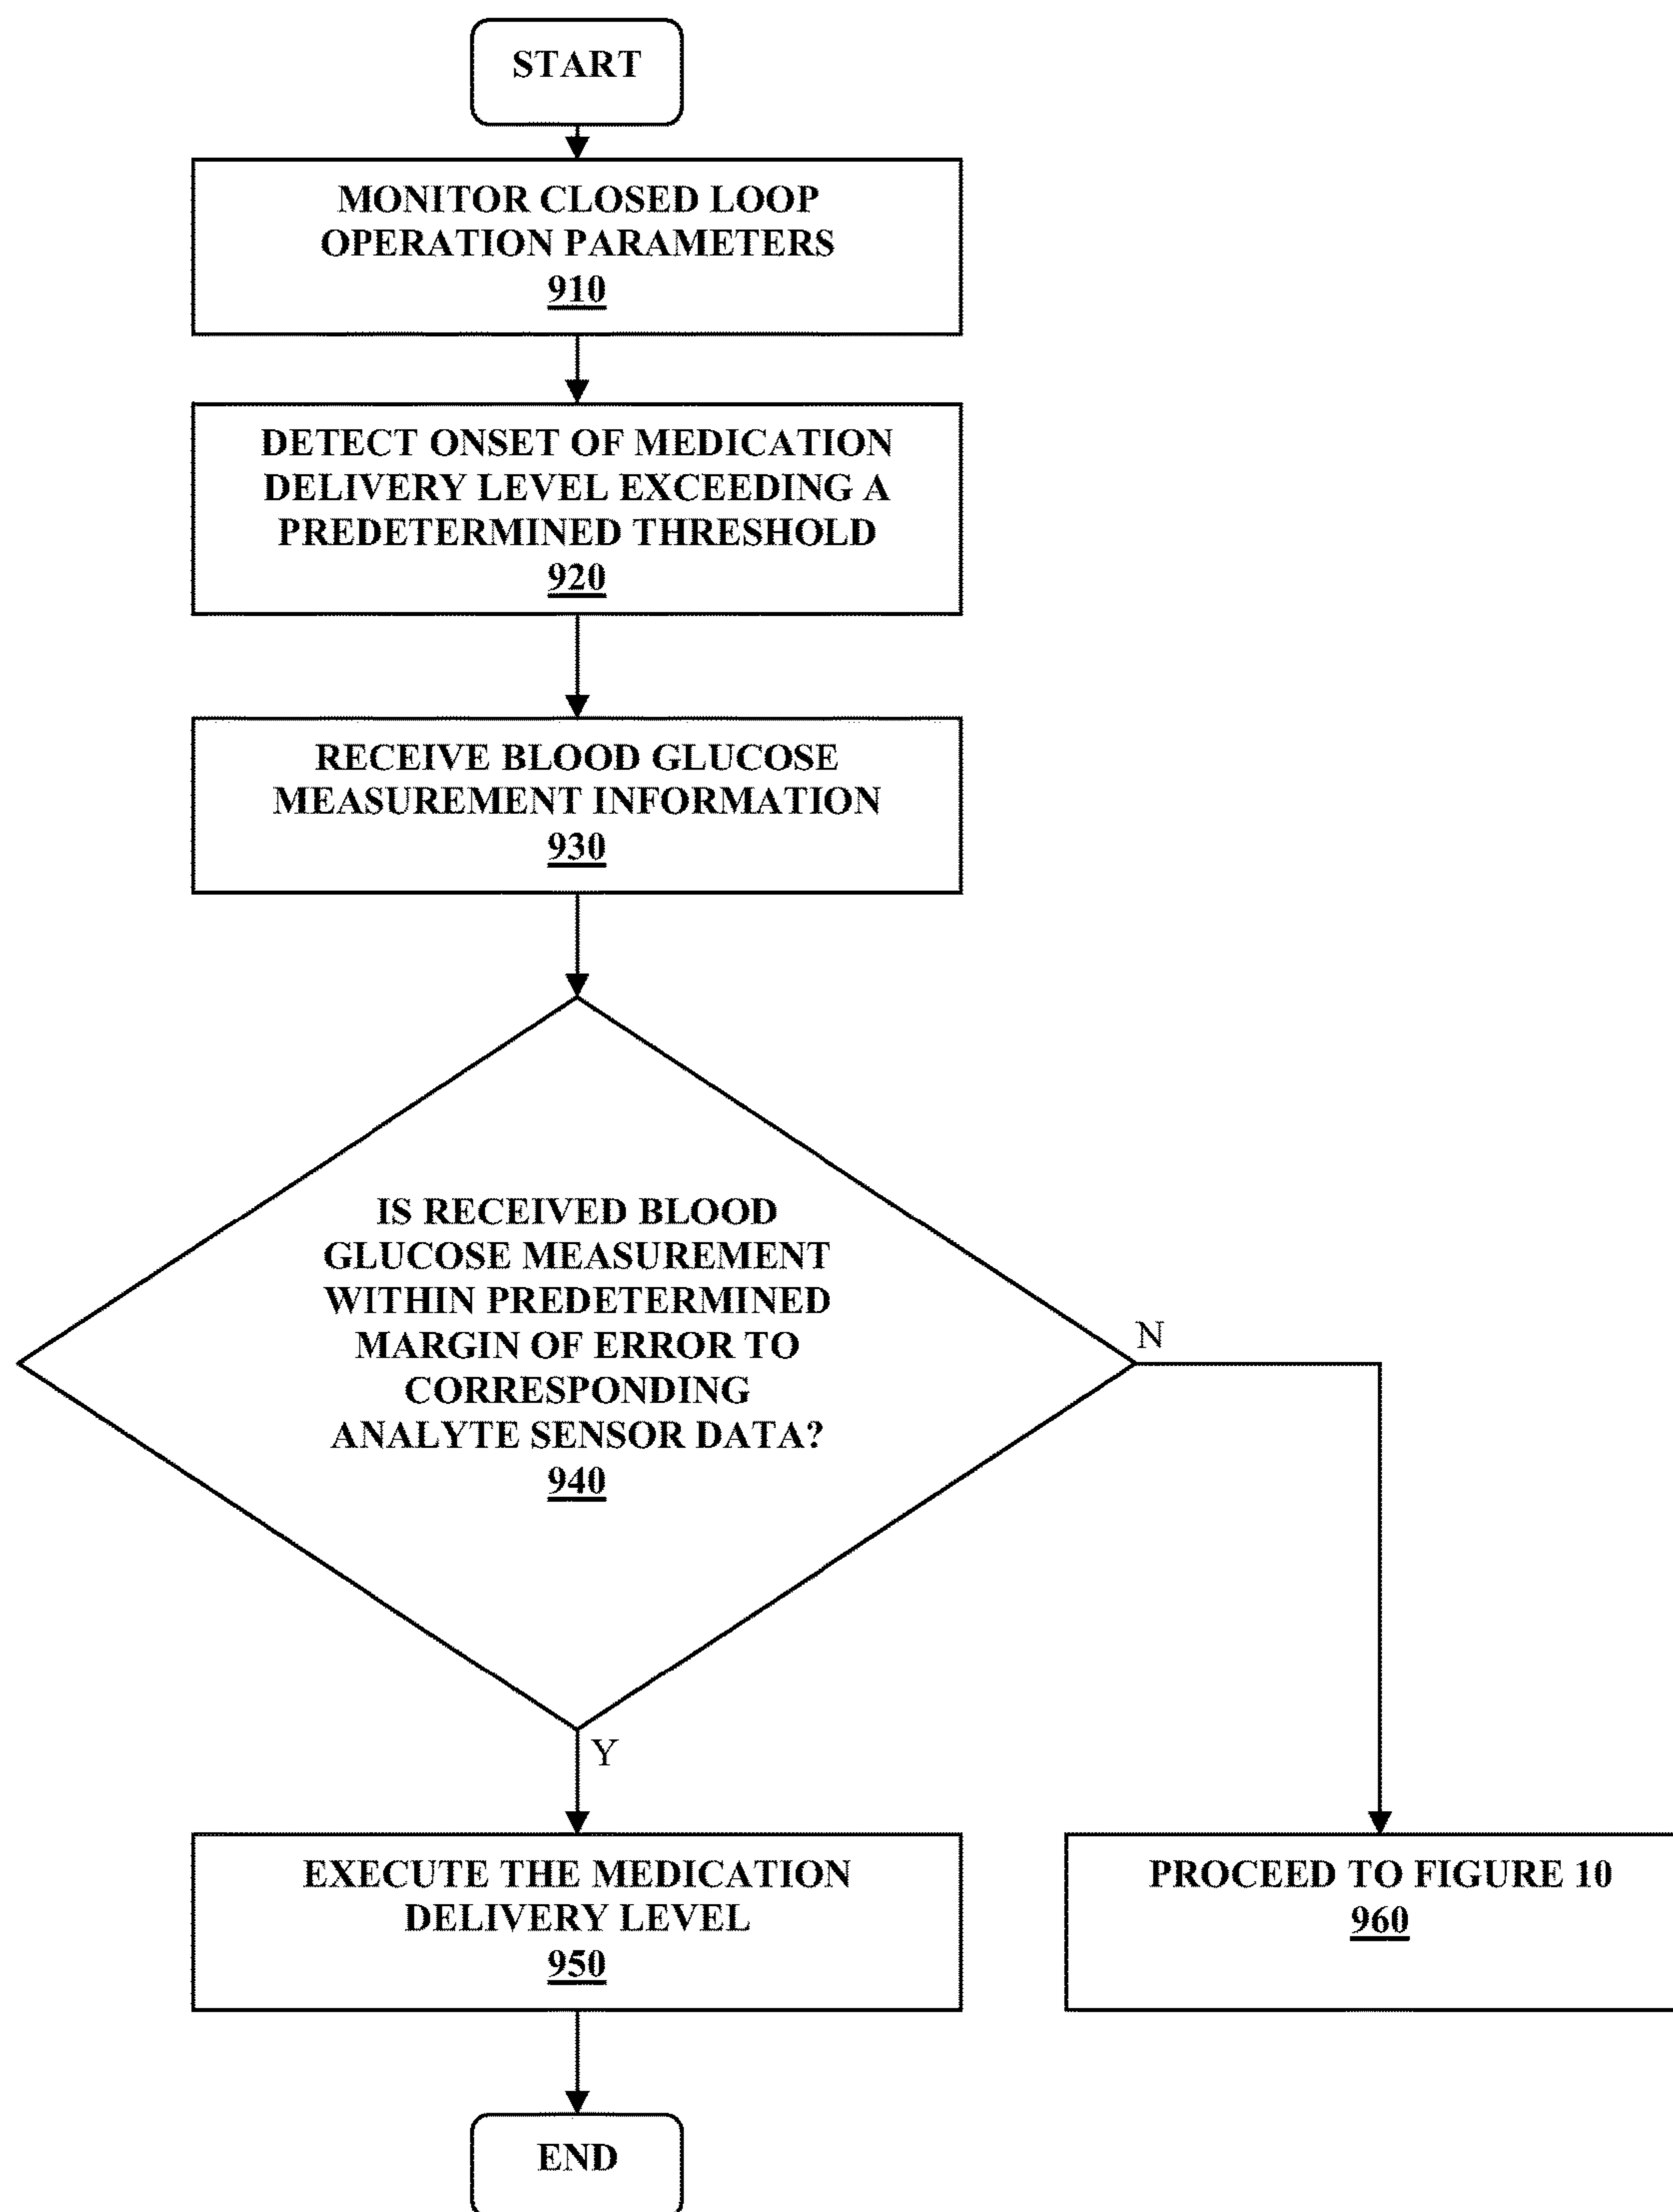 START
MONITOR CLOSED LOOP
OPERATION PARAMETERS
910
DETECT ONSET OF MEDICATION
DELIVERY LEVEL EXCEEDING A
PREDETERMINED THRESHOLD
920
RECEIVE BLOOD GLUCOSE
MEASUREMENT INFORMATION
930
IS RECEIVED BLOOD
GLUCOSE MEASUREMENT
WITHIN PREDETERMINED
MARGIN OF ERROR TO
CORRESPONDING
ANALYTE SENSOR DATA?
940
N
Y
EXECUTE THE MEDICATION
DELIVERY LEVEL
950
PROCEED TO FIGURE 10
960
END